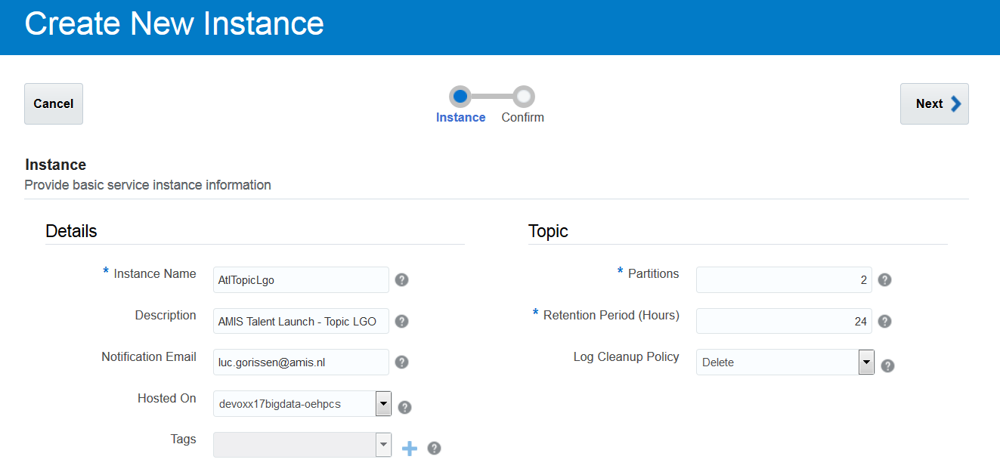 Create New Instance
Cancel
Instance
Confirm
Next
Instance
Provide basic service instance information
Details
* Instance Name AtlTopicLgo ?
Description AMIS Talent Launch - Topic LGO ?
Notification Email luc.gorissen@amis.nl ?
Hosted On devoxx17bigdata-oehpcs ?
Tags ?
Topic
* Partitions 2 ?
* Retention Period (Hours) 24 ?
Log Cleanup Policy Delete ?